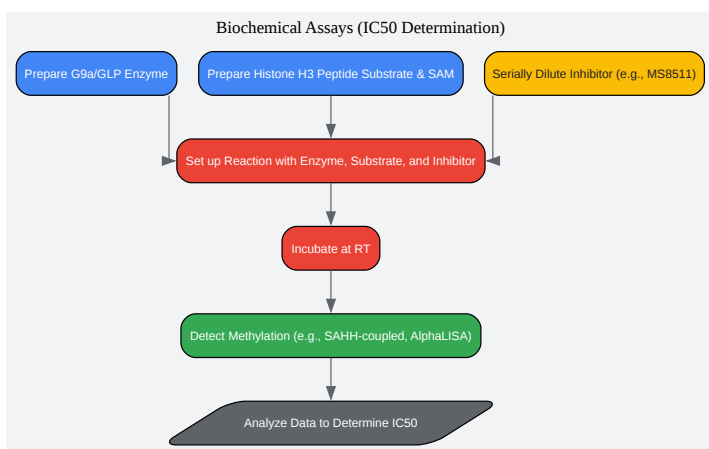 Biochemical Assays (IC50 Determination)
Prepare G9a/GLP Enzyme
Prepare Histone H3 Peptide Substrate & SAM
Serially Dilute Inhibitor (e.g., MS8511)
Set up Reaction with Enzyme, Substrate, and Inhibitor
Incubate at RT
Detect Methylation (e.g., SAHH-coupled, AlphaLISA)
Analyze Data to Determine IC50